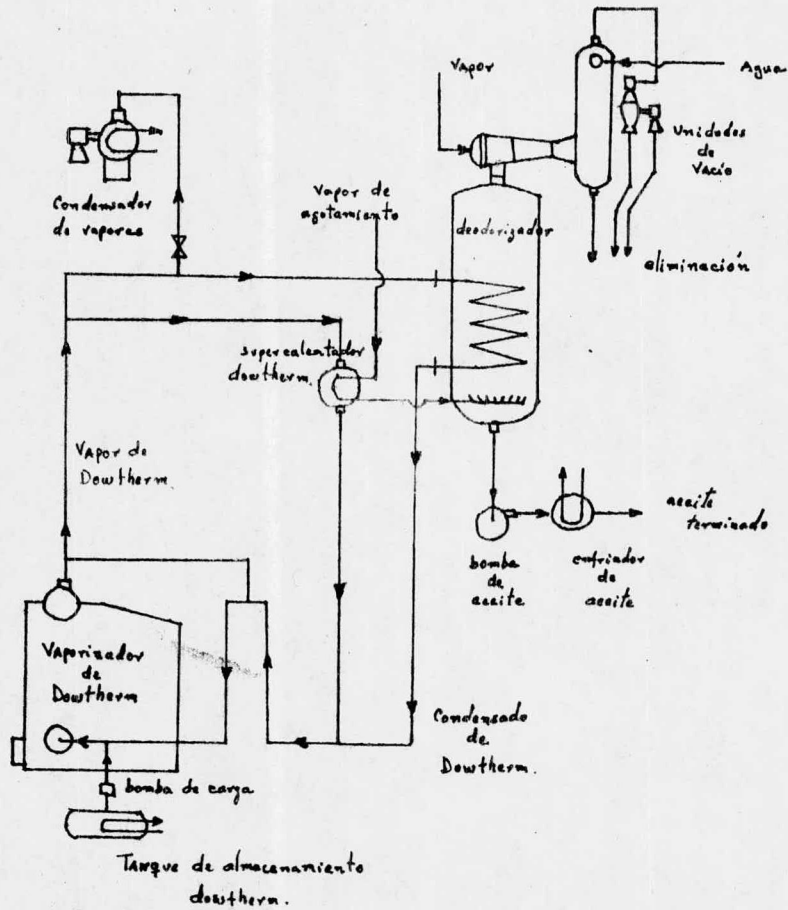 Vapor
Agua
Unidades
de
Vacío
eliminación
Condensador
de vapores
Vapor de
agotamiento
deodorizador
supercalentador
dowtherm.
Vapor de
Dowtherm
aceite
terminado
bomba
de
aceite
enfriador
de
aceite
Vaporizador
de
Dowtherm
Condensado
de
Dowtherm.
bomba de carga
Tanque de almacenamiento
dowtherm.